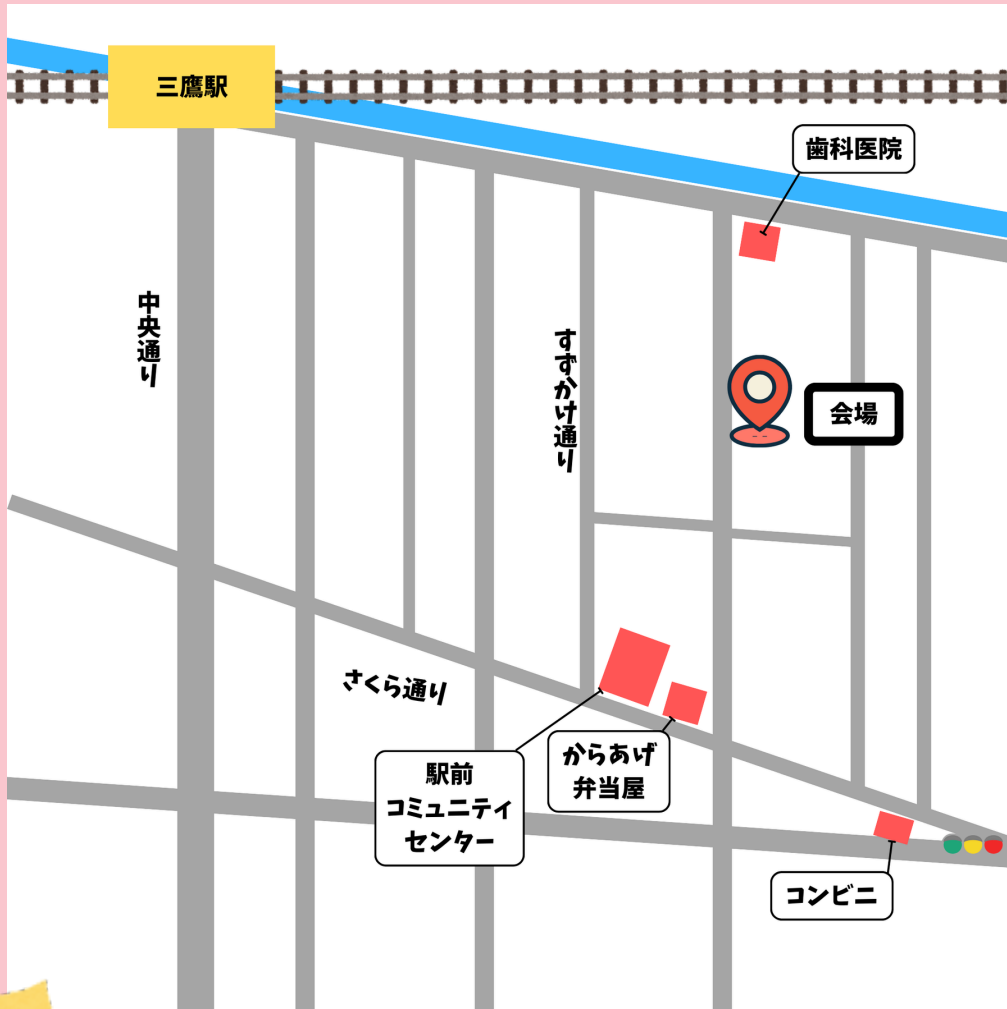 三鷹駅
歯科医院
中央通り
すずかけ通り
会場
さくら通り
駅前
コミュニティ
センター
からあげ
弁当屋
コンビニ